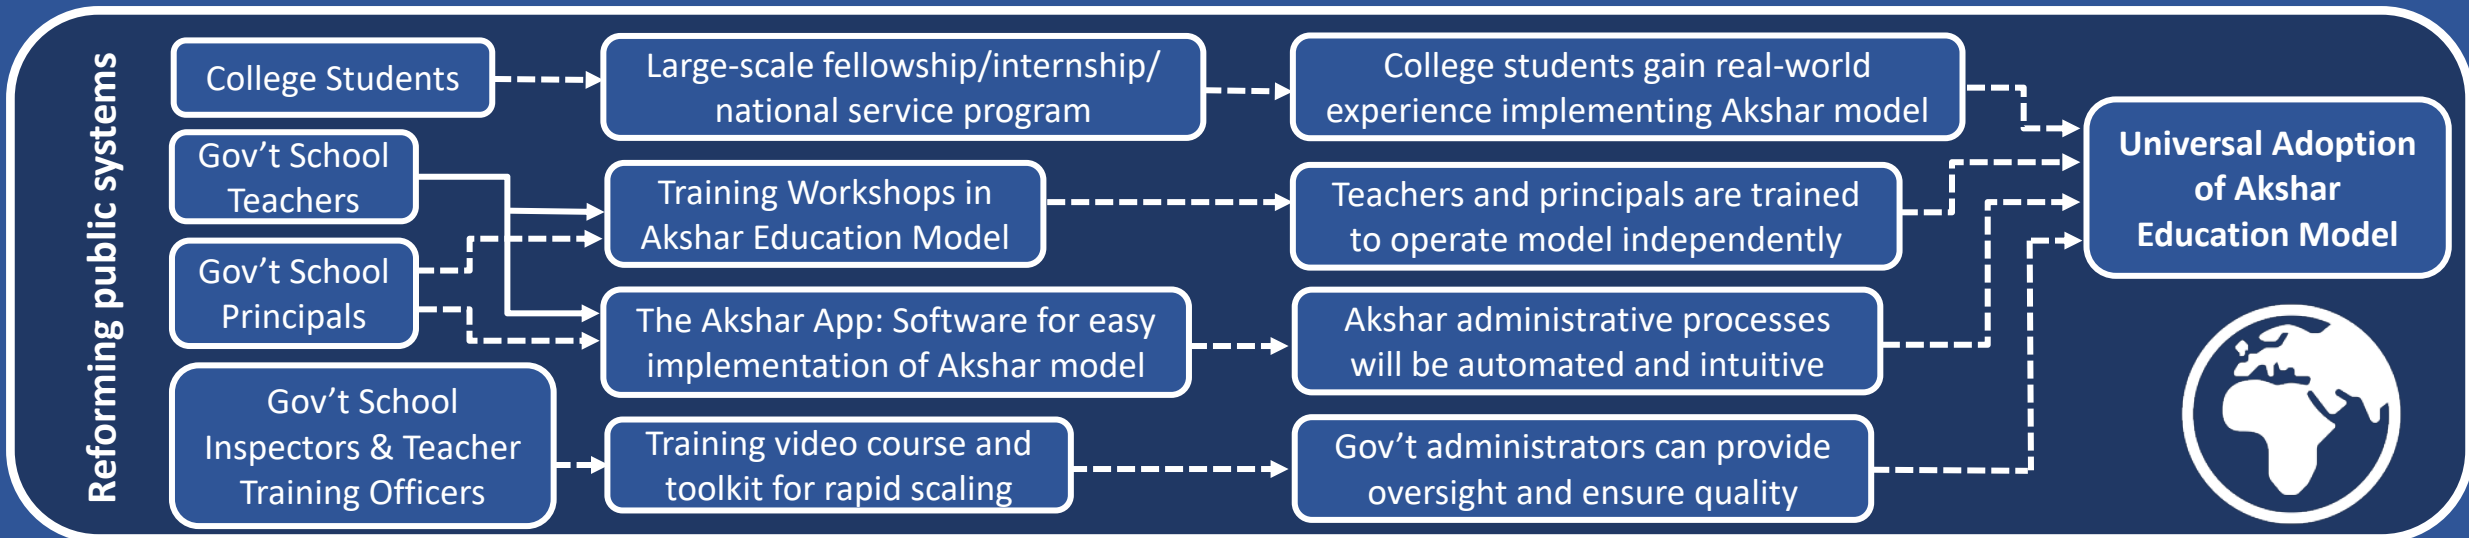 Reforming public systems
College Students
Large-scale fellowship/internship/
national service program
College students gain real-world
experience implementing Akshar model
Gov’t School
Teachers
Training Workshops in
Akshar Education Model
Teachers and principals are trained
to operate model independently
Gov’t School
Principals
The Akshar App: Software for easy
implementation of Akshar model
Akshar administrative processes
will be automated and intuitive
Gov’t School
Inspectors & Teacher
Training Officers
Training video course and
toolkit for rapid scaling
Gov’t administrators can provide
oversight and ensure quality
Universal Adoption
of Akshar
Education Model